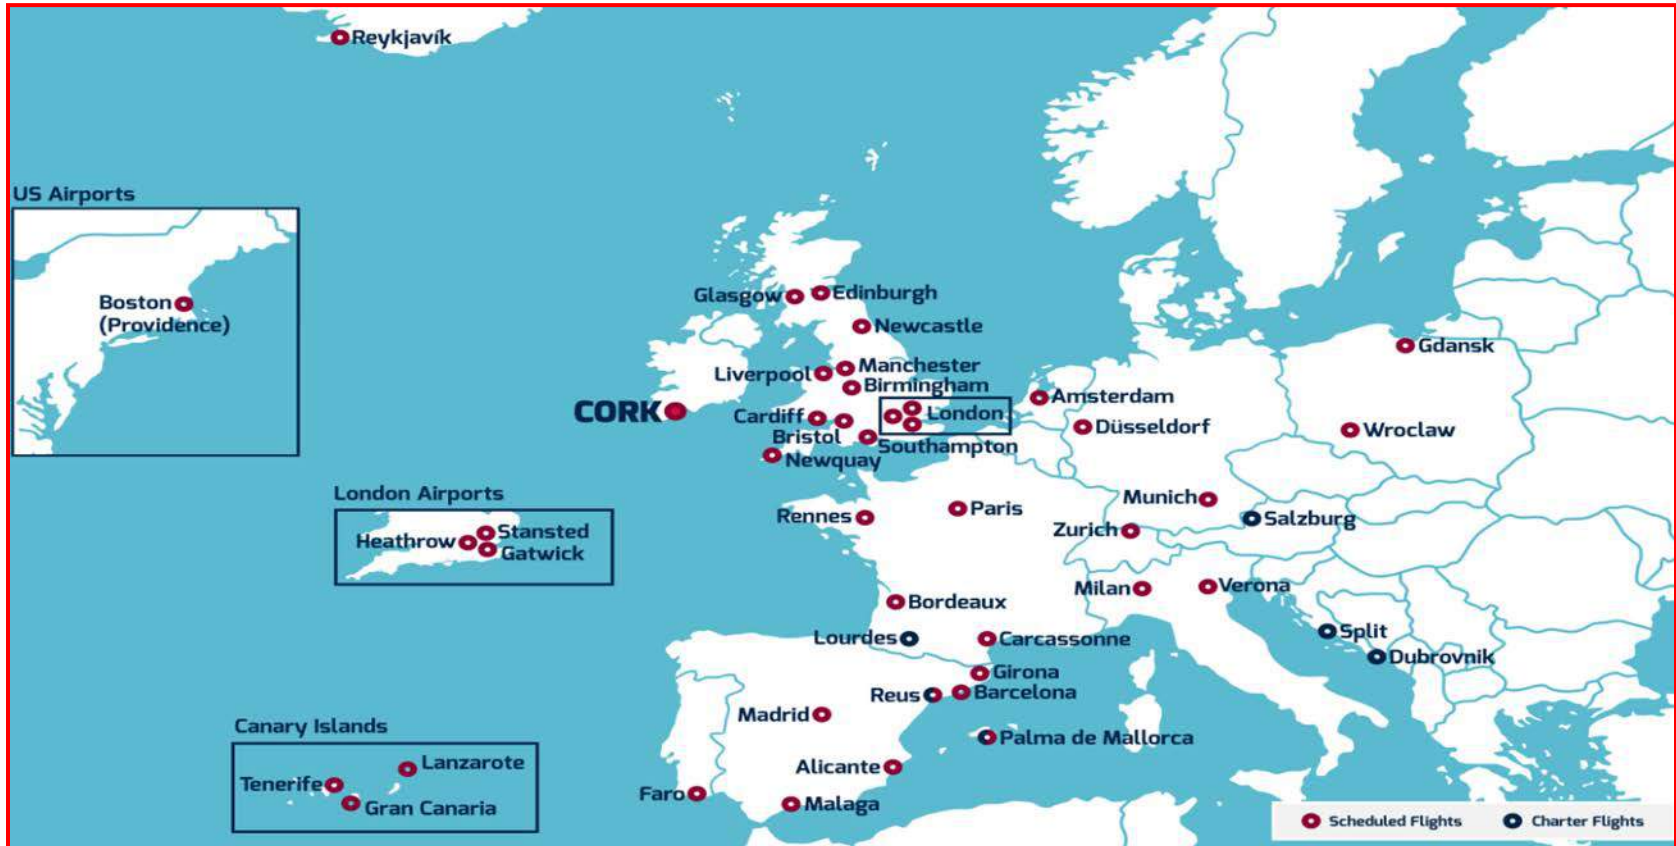 Reykjavík
US Airports
Boston
(Providence)
Glasgow
Edinburgh
Newcastle
Manchester
Liverpool
Birmingham
CORK
Cardiff
London
Bristol
Southampton
Newquay
Amsterdam
Düsseldorf
Gdansk
Wroclaw
London Airports
Heathrow
Stansted
Gatwick
Rennes
Paris
Munich
Salzburg
Zurich
Milan
Verona
Bordeaux
Lourdes
Carcassonne
Split
Dubrovnik
Girona
Reus
Barcelona
Madrid
Palma de Mallorca
Alicante
Faro
Malaga
Canary Islands
Lanzarote
Tenerife
Gran Canaria
Scheduled Flights
Charter Flights